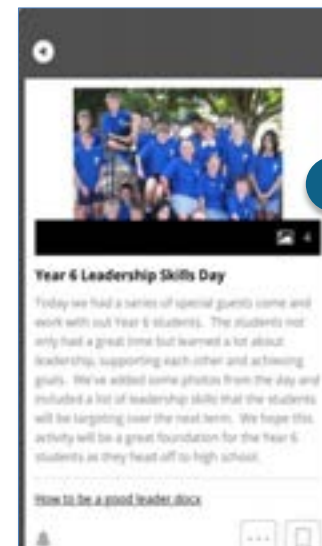 4
Year 6 Leadership Skills Day
Today we had a series of special guests come and
work with out Year 6 students. The students not
only had a great time but learned a lot about
leadership, supporting each other and achieving
goals. We've added some photos from the day and
included a list of leadership skills that the students
will be targeting over the next term. We hope this
activity will be a great foundation for the Year 6
students as they head off to high school.
How to be a good leader.docx